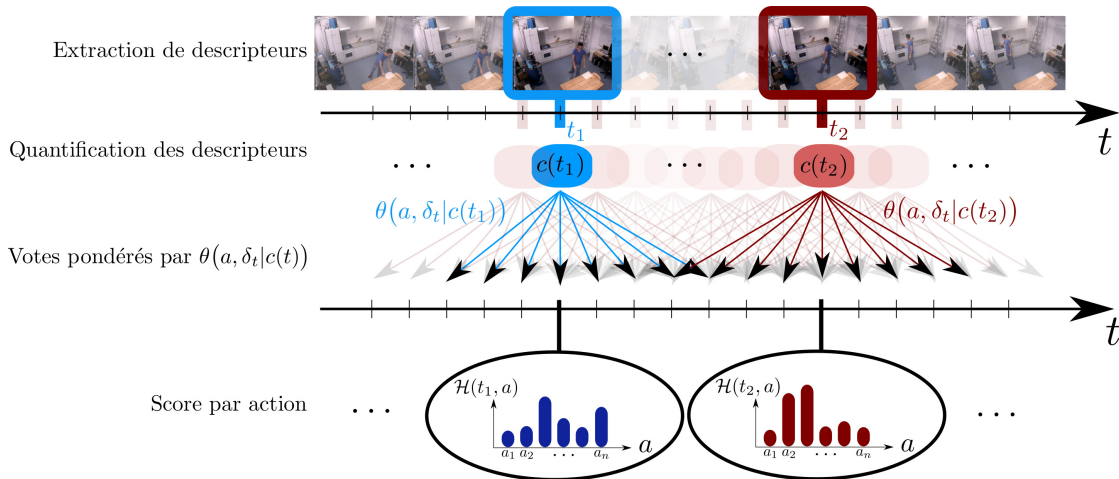 Extraction de descripteurs
. . .
t
t₁
t₂
Quantification des descripteurs
. . .
c(t₁)
. . .
c(t₂)
. . .
θ(a, δₜ|c(t₁))
θ(a, δₜ|c(t₂))
Votes pondérés par θ(a, δₜ|c(t))
t
Score par action
. . .
ℋ(t₁, a)
a
a₁ a₂ . . . aₙ
ℋ(t₂, a)
a
a₁ a₂ . . . aₙ
. . .